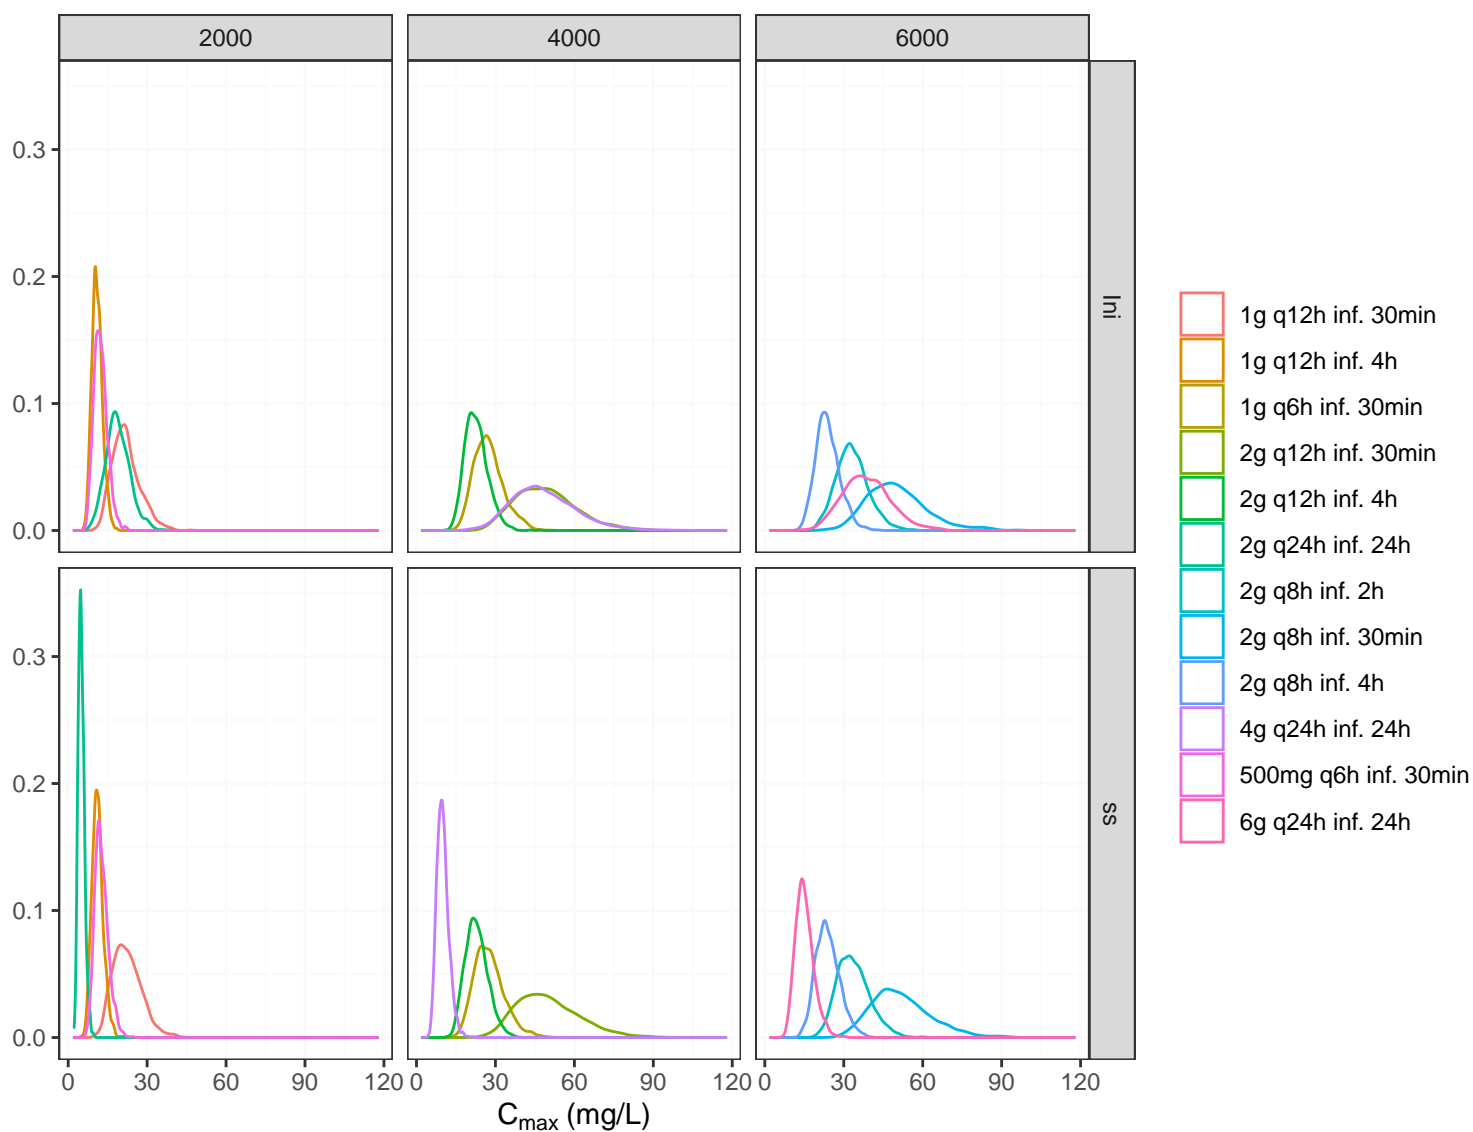 2000 4000 6000
0.3
0.2
0.1
0.0
Ini
0.3
0.2
0.1
0.0
ss
0 30 60 90 120 0 30 60 90 120 0 30 60 90 120
Cmax (mg/L)
1g q12h inf. 30min
1g q12h inf. 4h
1g q6h inf. 30min
2g q12h inf. 30min
2g q12h inf. 4h
2g q24h inf. 24h
2g q8h inf. 2h
2g q8h inf. 30min
2g q8h inf. 4h
4g q24h inf. 24h
500mg q6h inf. 30min
6g q24h inf. 24h